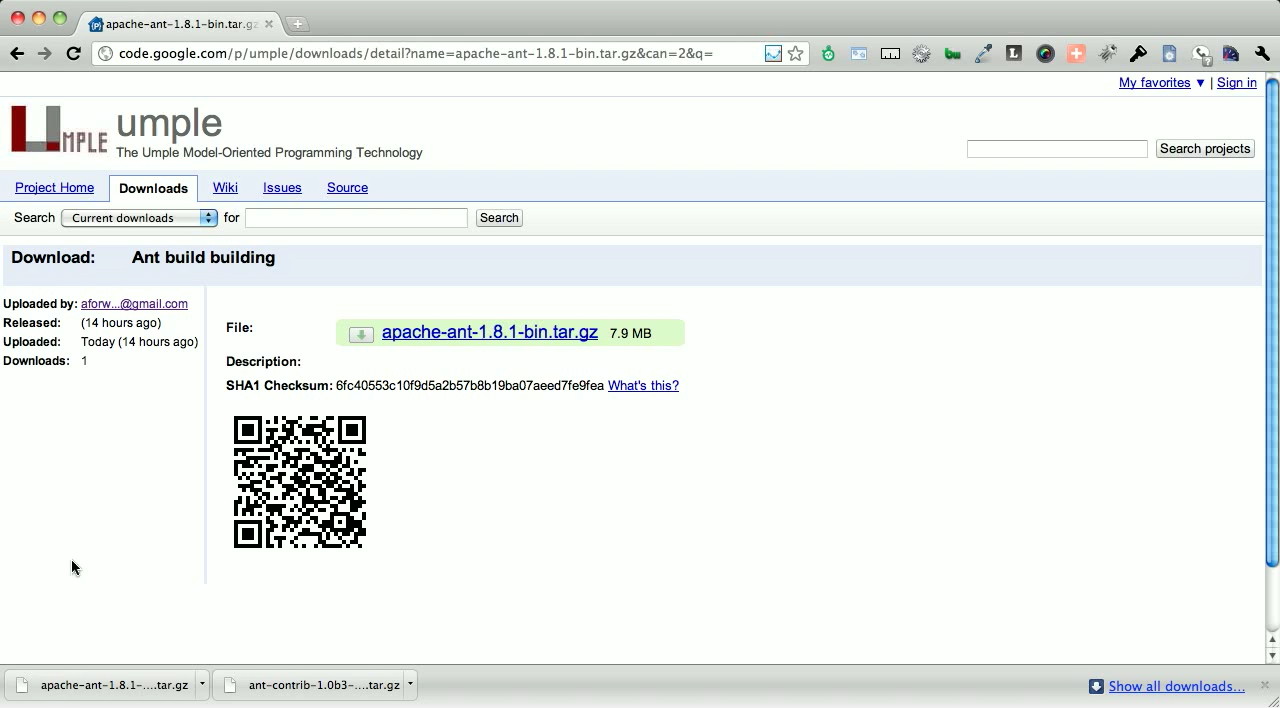 apache-ant-1.8.1-bin.tar.gz
code.google.com/p/umple/downloads/detail?name=apache-ant-1.8.1-bin.tar.gz&can=2&q=
My favorites ▼ | Sign in
UMPLE
umple
The Umple Model-Oriented Programming Technology
Search projects
Project Home Downloads Wiki Issues Source
Search Current downloads for Search
Download: Ant build building
Uploaded by: aforw...@gmail.com
Released: (14 hours ago)
Uploaded: Today (14 hours ago)
Downloads: 1
File: apache-ant-1.8.1-bin.tar.gz 7.9 MB
Description:
SHA1 Checksum: 6fc40553c10f9d5a2b57b8b19ba07aeed7fe9fea What's this?
apache-ant-1.8.1-....tar.gz ant-contrib-1.0b3-....tar.gz Show all downloads...